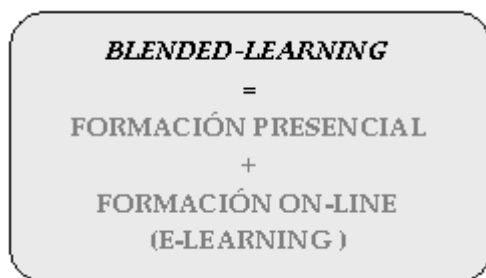 BLENDED-LEARNING
=
FORMACIÓN PRESENCIAL
+
FORMACIÓN ON-LINE
(E-LEARNING )